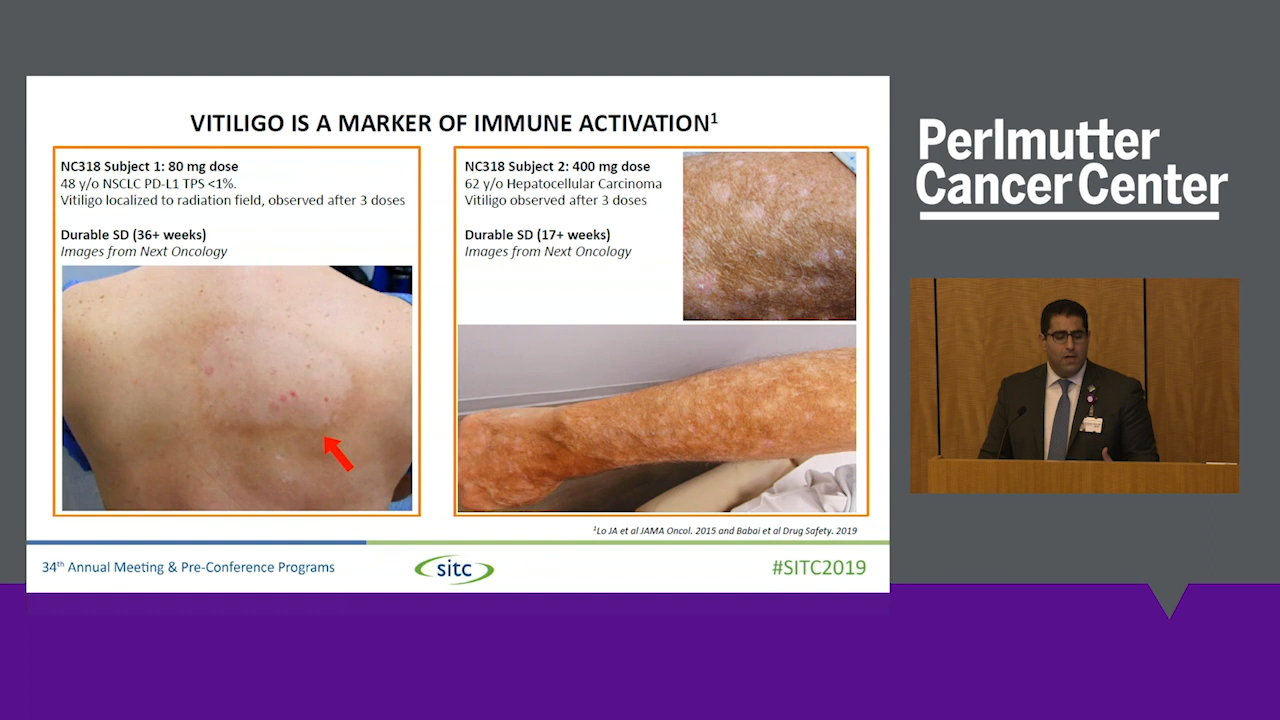 VITILIGO IS A MARKER OF IMMUNE ACTIVATION¹
NC318 Subject 1: 80 mg dose
48 y/o NSCLC PD-L1 TPS <1%.
Vitiligo localized to radiation field, observed after 3 doses
Durable SD (36+ weeks)
Images from Next Oncology
NC318 Subject 2: 400 mg dose
62 y/o Hepatocellular Carcinoma
Vitiligo observed after 3 doses
Durable SD (17+ weeks)
Images from Next Oncology
¹Lo JA et al JAMA Oncol. 2015 and Babai et al Drug Safety. 2019
34th Annual Meeting & Pre-Conference Programs
sitc
#SITC2019
Perlmutter
Cancer Center